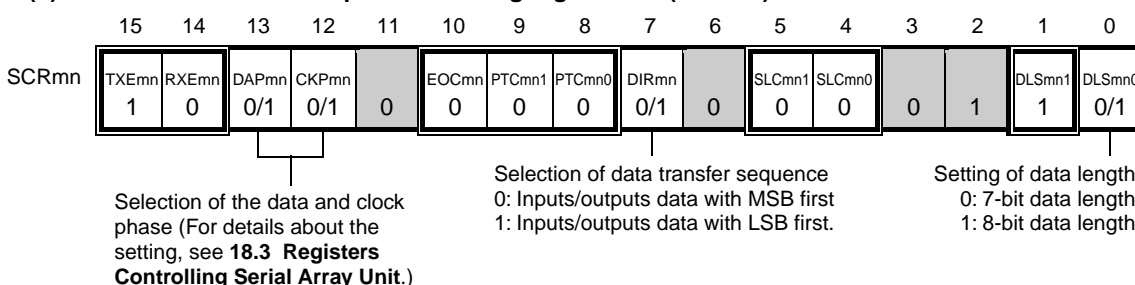 15 14 13 12 11 10 9 8 7 6 5 4 3 2 1 0
SCRmn
TXEmn RXEmn DAPmn CKPmn EOCmn PTCmn1 PTCmn0 DIRmn SLCmn1 SLCmn0 DLSmn1 DLSmn0
1 0 0/1 0/1 0 0 0 0 0/1 0 0 0 0 1 1 0/1
Selection of the data and clock
phase (For details about the
setting, see 18.3 Registers
Controlling Serial Array Unit.)
Selection of data transfer sequence
0: Inputs/outputs data with MSB first
1: Inputs/outputs data with LSB first.
Setting of data length
0: 7-bit data length
1: 8-bit data length